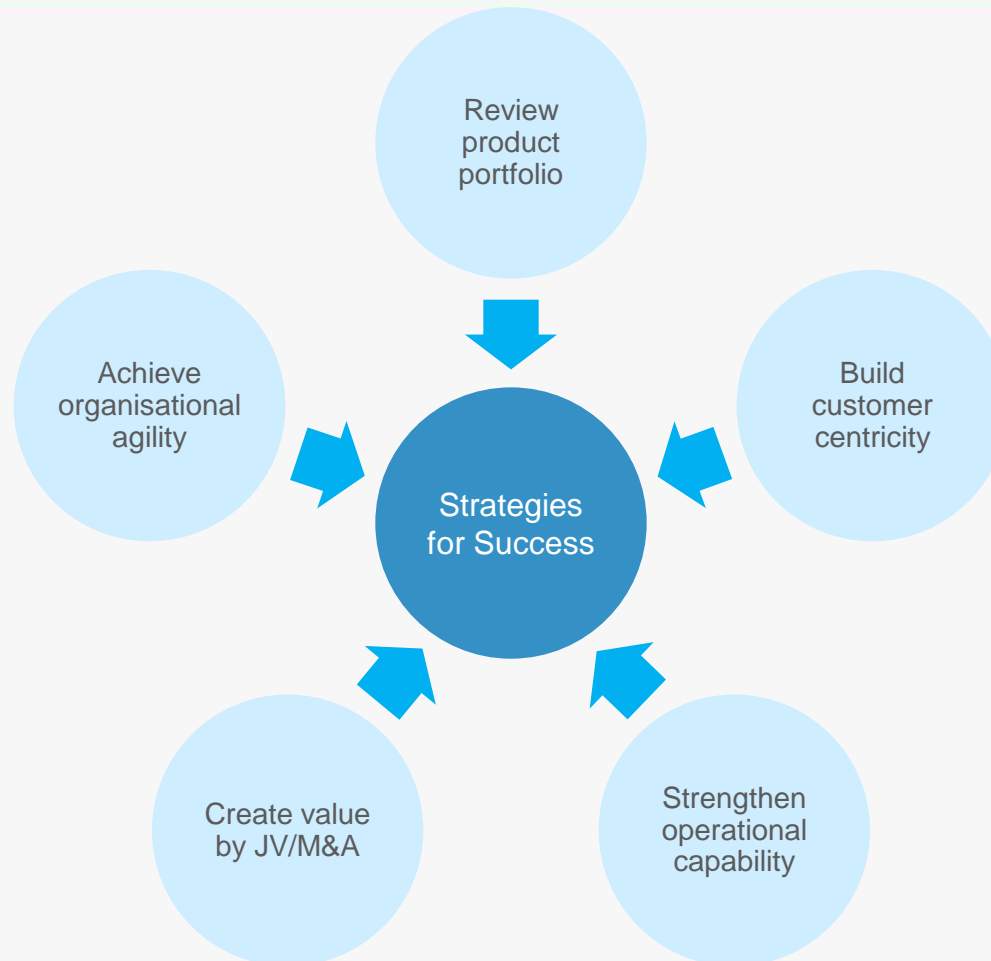 Review
product
portfolio
Achieve
organisational
agility
Build
customer
centricity
Strategies
for Success
Create value
by JV/M&A
Strengthen
operational
capability